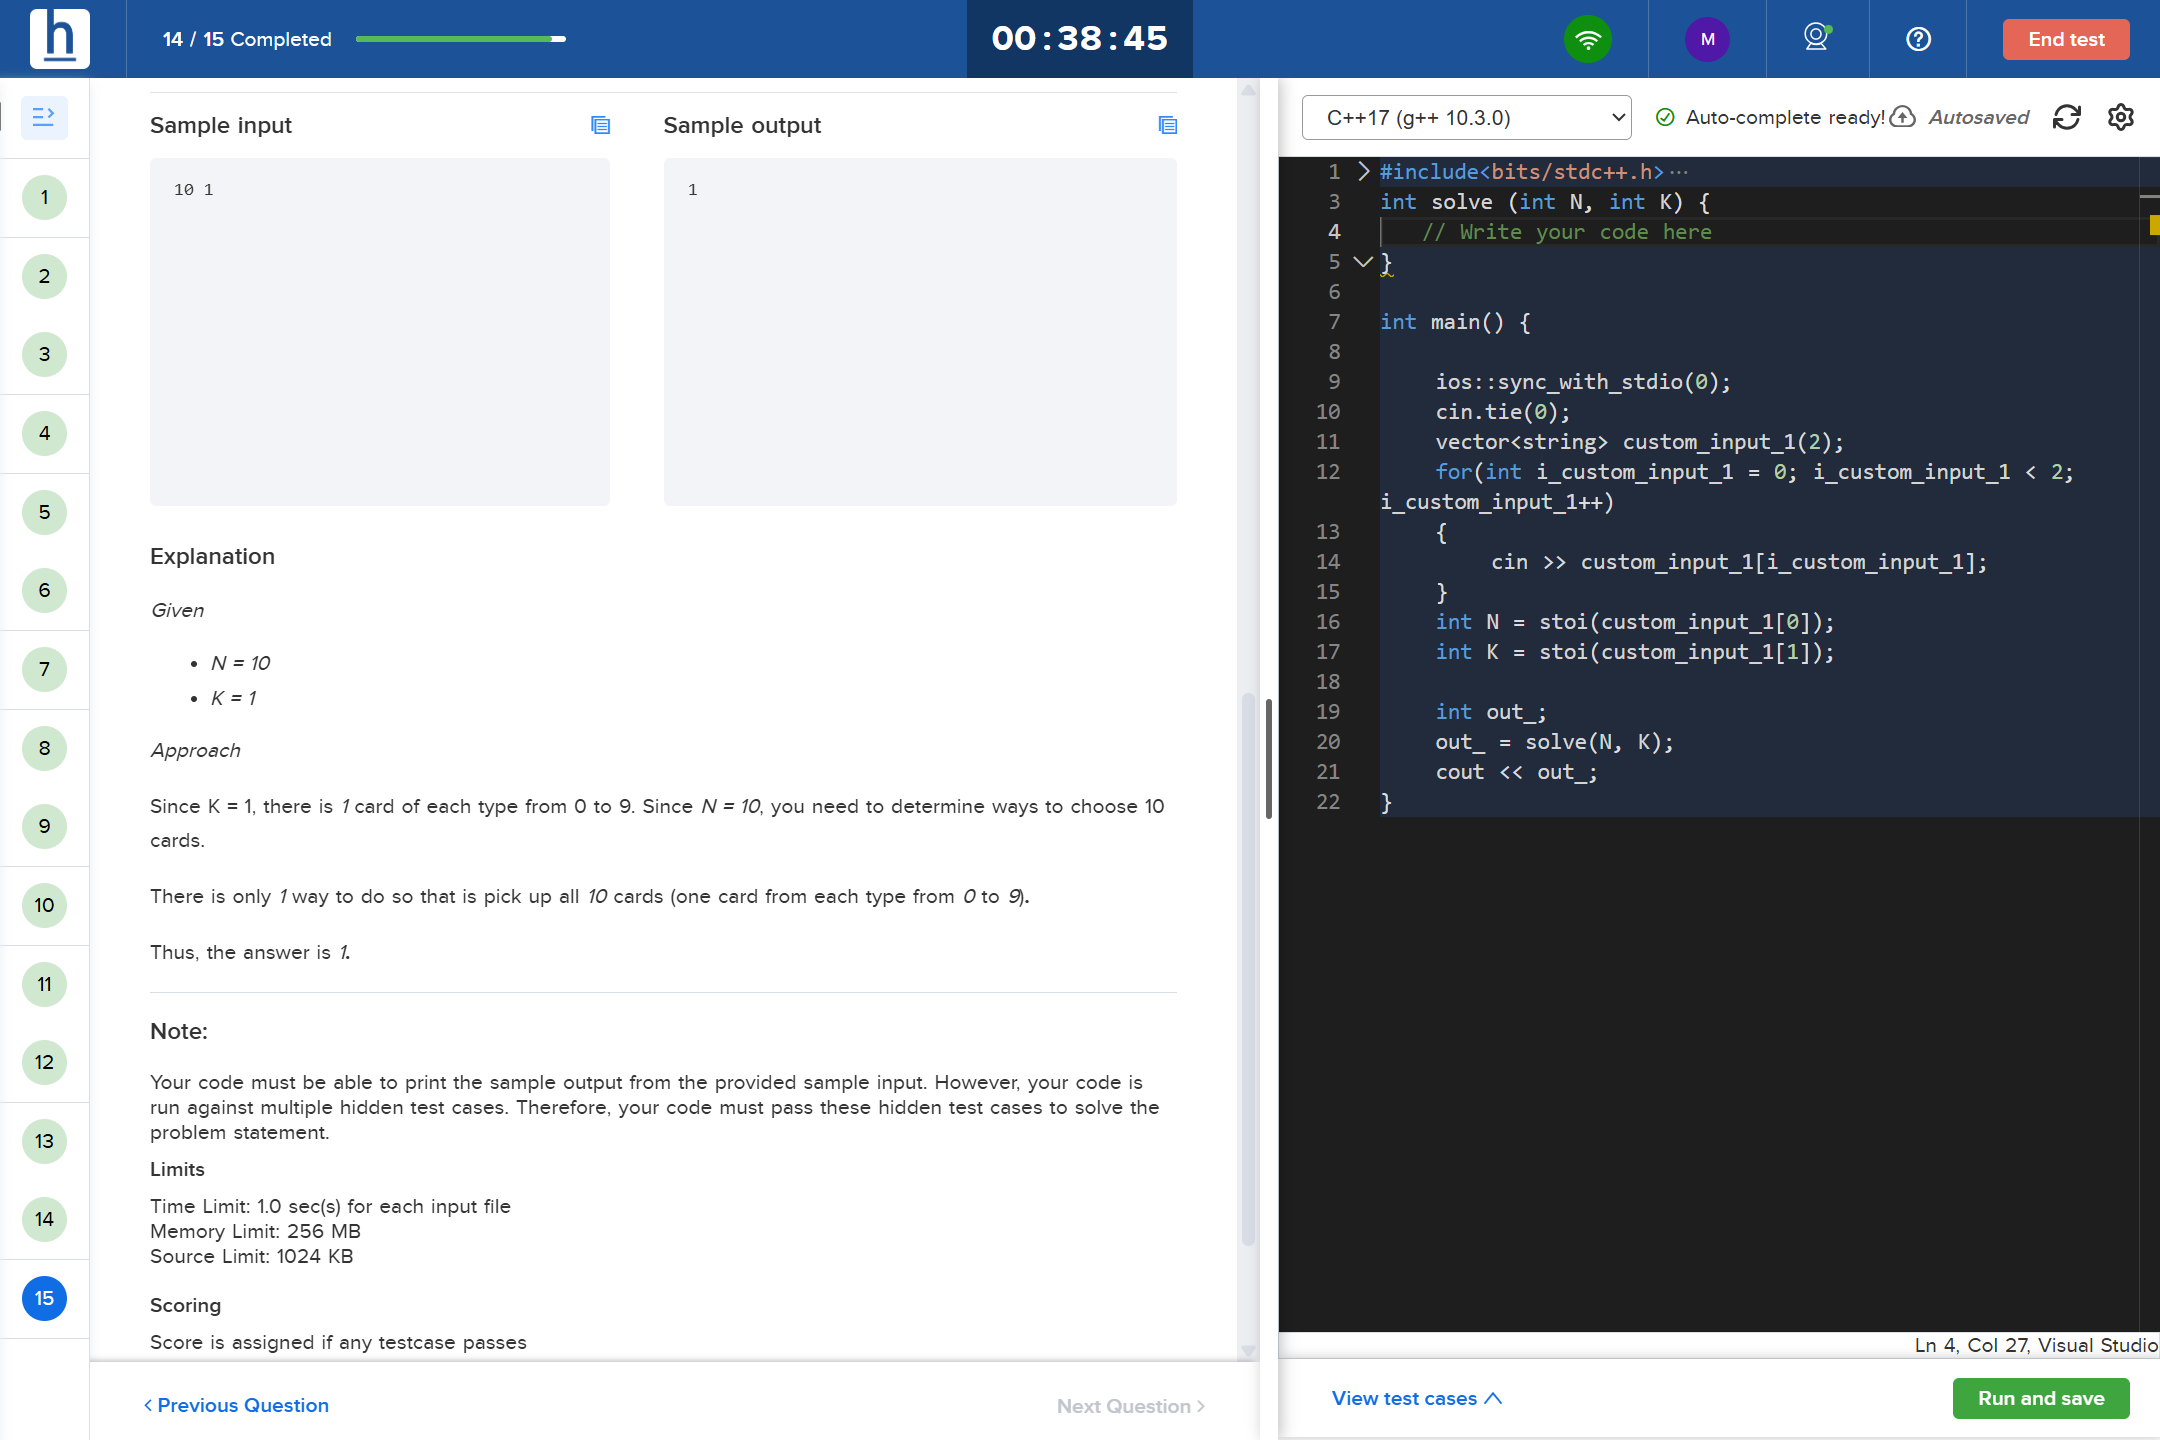 h
14 / 15 Completed
00:38:45
M
End test
1
2
3
4
5
6
7
8
9
10
11
12
13
14
15
Sample input
Sample output
10 1
1
Explanation
Given
• N = 10
• K = 1
Approach
Since K = 1, there is 1 card of each type from 0 to 9. Since N = 10, you need to determine ways to choose 10
cards.
There is only 1 way to do so that is pick up all 10 cards (one card from each type from 0 to 9).
Thus, the answer is 1.
Note:
Your code must be able to print the sample output from the provided sample input. However, your code is
run against multiple hidden test cases. Therefore, your code must pass these hidden test cases to solve the
problem statement.
Limits
Time Limit: 1.0 sec(s) for each input file
Memory Limit: 256 MB
Source Limit: 1024 KB
Scoring
Score is assigned if any testcase passes
Previous Question
Next Question
C++17 (g++ 10.3.0)
Auto-complete ready!
Autosaved
1 #include<bits/stdc++.h>···
3 int solve (int N, int K) {
4 // Write your code here
5 }
6
7 int main() {
8
9 ios::sync_with_stdio(0);
10 cin.tie(0);
11 vector<string> custom_input_1(2);
12 for(int i_custom_input_1 = 0; i_custom_input_1 < 2;
i_custom_input_1++)
13 {
14 cin >> custom_input_1[i_custom_input_1];
15 }
16 int N = stoi(custom_input_1[0]);
17 int K = stoi(custom_input_1[1]);
18
19 int out_;
20 out_ = solve(N, K);
21 cout << out_;
22 }
Ln 4, Col 27, Visual Studio
View test cases
Run and save